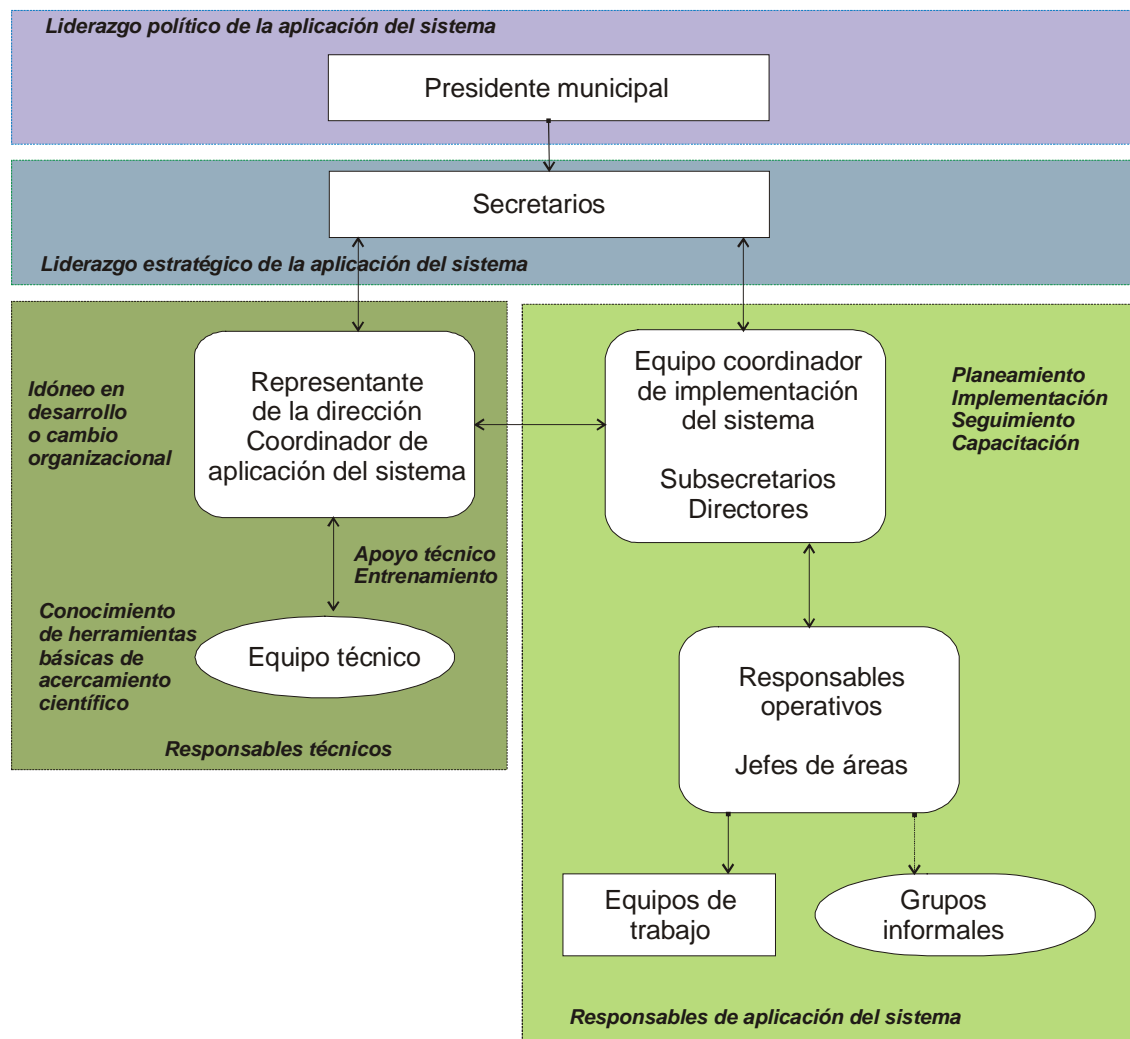 Liderazgo político de la aplicación del sistema
Presidente municipal
Secretarios
Liderazgo estratégico de la aplicación del sistema
Idóneo en
desarrollo
o cambio
organizacional
Representante
de la dirección
Coordinador de
aplicación del sistema
Apoyo técnico
Entrenamiento
Conocimiento
de herramientas
básicas de
acercamiento
científico
Equipo técnico
Responsables técnicos
Equipo coordinador
de implementación
del sistema
Subsecretarios
Directores
Planeamiento
Implementación
Seguimiento
Capacitación
Responsables
operativos
Jefes de áreas
Equipos de
trabajo
Grupos
informales
Responsables de aplicación del sistema